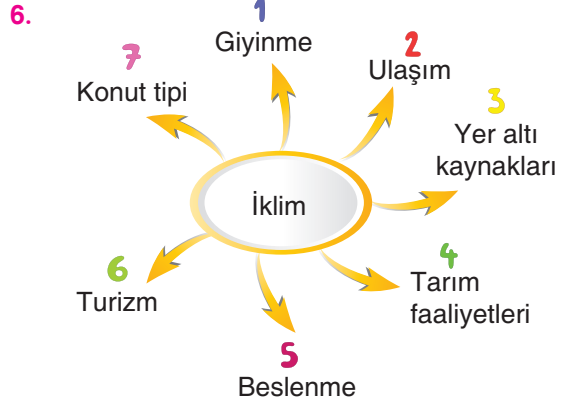 6.
1
Giyinme
2
Ulaşım
3
Yer altı
kaynakları
4
Tarım
faaliyetleri
5
Beslenme
6
Turizm
7
Konut tipi
İklim